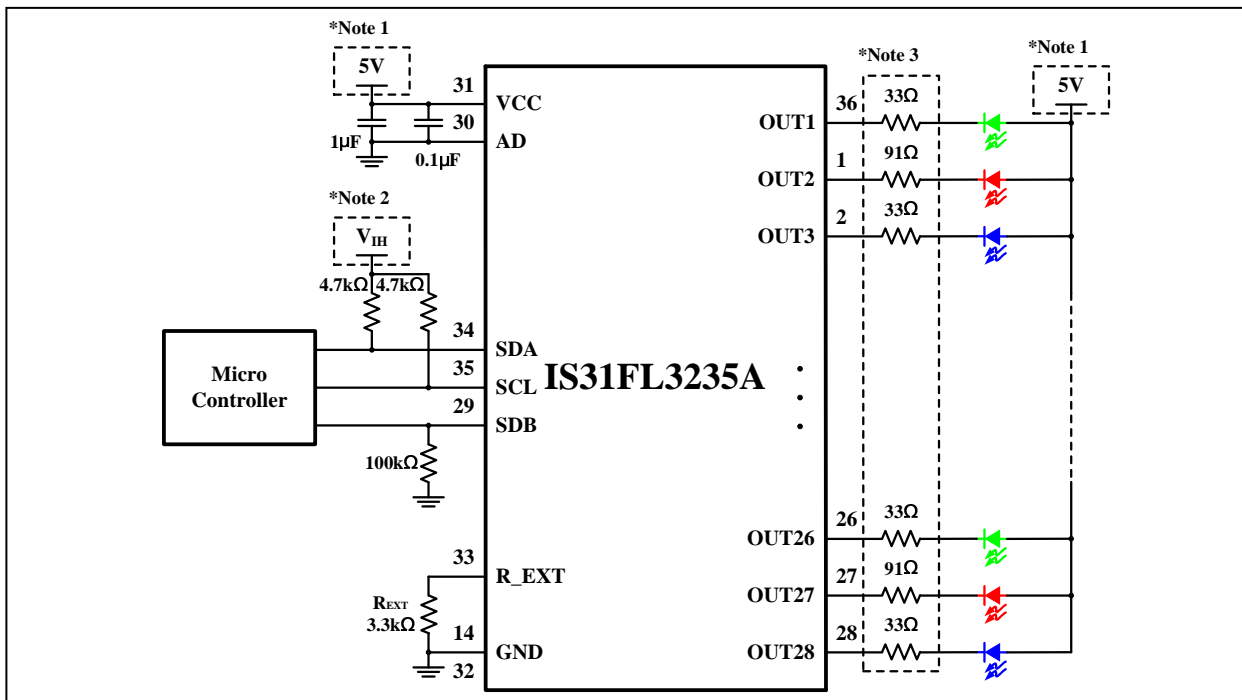 *Note 1
5V
31
VCC
30
AD
1μF
0.1μF
*Note 2
VIH
4.7kΩ 4.7kΩ
34
SDA
35
SCL
29
SDB
Micro
Controller
100kΩ
33
R_EXT
REXT
3.3kΩ
14
GND
32
IS31FL3235A
*Note 3
*Note 1
5V
36
33Ω
OUT1
1
91Ω
OUT2
2
33Ω
OUT3
26
33Ω
OUT26
27
91Ω
OUT27
28
33Ω
OUT28